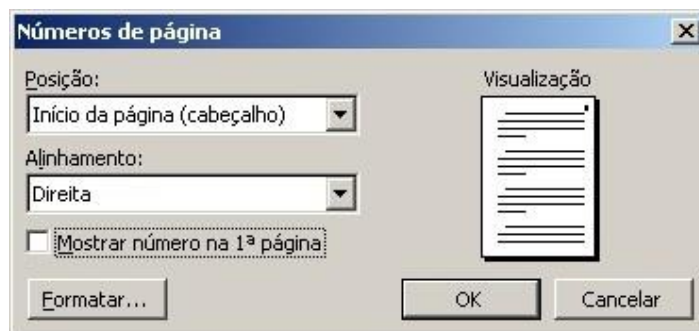 Números de página
Posição:
Visualização
Início da página (cabeçalho)
Alinhamento:
Direita
Mostrar número na 1ª página
Formatar...
OK
Cancelar